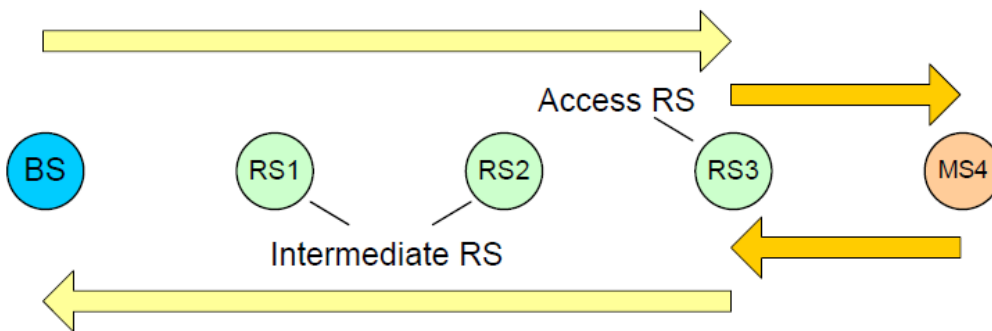 Access RS
BS
RS1
RS2
RS3
MS4
Intermediate RS